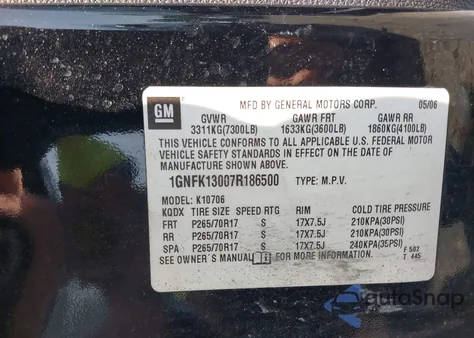 GM
MFD BY GENERAL MOTORS CORP. 05/06
GVWR GAWR FRT GAWR RR
3311KG(7300LB) 1633KG(3600LB) 1860KG(4100LB)
THIS VEHICLE CONFORMS TO ALL APPLICABLE U.S. FEDERAL MOTOR
VEHICLE SAFETY STANDARDS IN EFFECT ON THE DATE OF
MANUFACTURE SHOWN ABOVE.
1GNFK13007R186500 TYPE: M.P.V.
MODEL: K10706
KQDX TIRE SIZE SPEED RTG RIM COLD TIRE PRESSURE
FRT P265/70R17 S 17X7.5J 210KPA(30PSI)
RR P265/70R17 S 17X7.5J 210KPA(30PSI)
SPA P265/70R17 S 17X7.5J 240KPA(35PSI)
SEE OWNER'S MANUAL FOR MORE INFORMATION. F 502
T 445
autoSnap